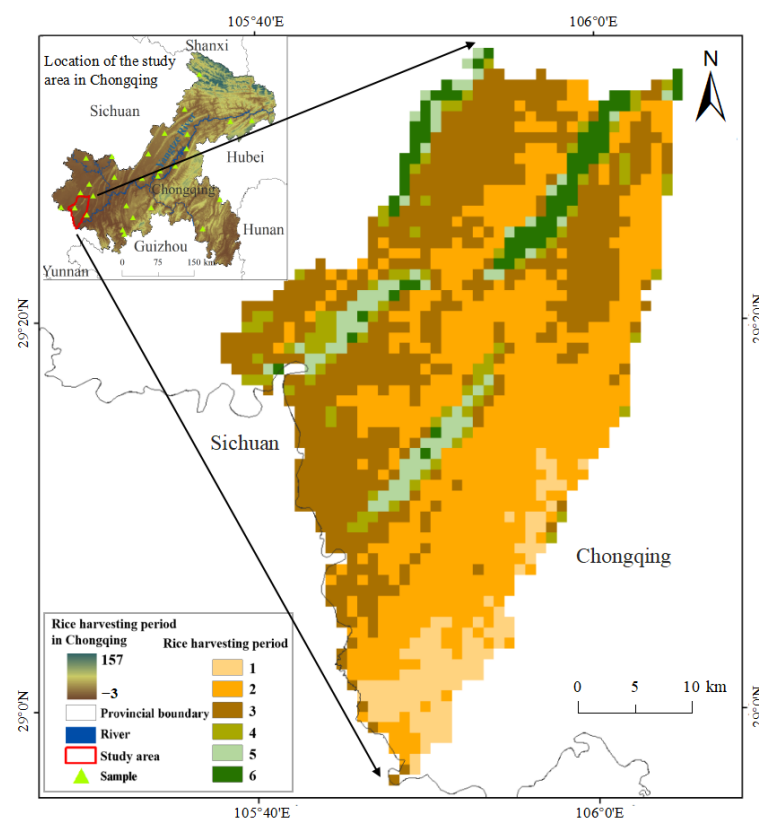 105°40'E
106°0'E
Location of the study
area in Chongqing
Shanxi
Sichuan
Hubei
Chongqing
Hunan
Guizhou
Yunnan
0
75
150 km
N
29°20'N
29°20'N
Sichuan
Chongqing
Rice harvesting period
in Chongqing
157
−3
Provincial boundary
River
Study area
Sample
Rice harvesting period
1
2
3
4
5
6
0
5
10 km
29°0'N
29°0'N
105°40'E
106°0'E